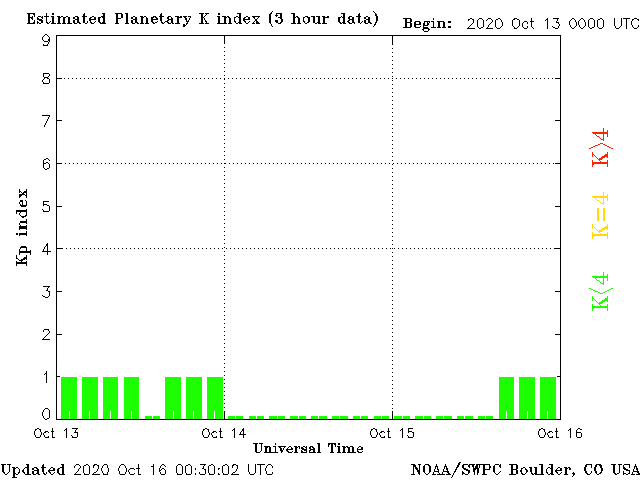 Estimated Planetary K index (3 hour data) Begin: 2020 Oct 13 0000 UTC
9
8
7
6
5
4
3
2
1
0
Kp index
K>4
K=4
K<4
Oct 13 Oct 14 Oct 15 Oct 16
Universal Time
Updated 2020 Oct 16 00:30:02 UTC NOAA/SWPC Boulder, CO USA